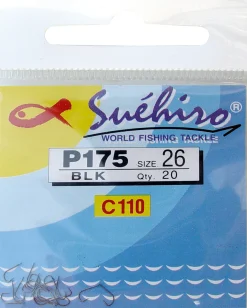 Suéhiro
WORLD FISHING TACKLE
P175 SIZE 26
BLK Qty. 20
C110